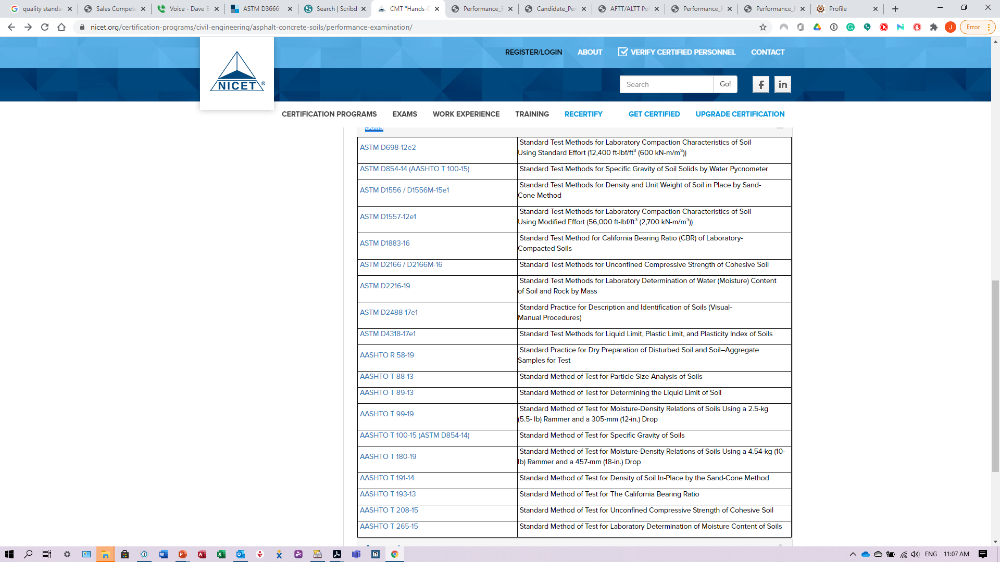 quality standa
Sales Compete
Voice - Dave E
ASTM D3666 -
Search | Scribd
CMT "Hands-O
Performance_E
Candidate_Per
AFTT/ALTT Pol
Performance_E
Performance_E
Profile
nicet.org/certification-programs/civil-engineering/asphalt-concrete-soils/performance-examination/
J
Error
REGISTER/LOGIN
ABOUT
VERIFY CERTIFIED PERSONNEL
CONTACT
NICET®
Search
Go!
f
in
CERTIFICATION PROGRAMS
EXAMS
WORK EXPERIENCE
TRAINING
RECERTIFY
GET CERTIFIED
UPGRADE CERTIFICATION
Soils
ASTM D698-12e2
Standard Test Methods for Laboratory Compaction Characteristics of Soil
Using Standard Effort (12,400 ft-lbf/ft³ (600 kN-m/m³))
ASTM D854-14 (AASHTO T 100-15)
Standard Test Methods for Specific Gravity of Soil Solids by Water Pycnometer
ASTM D1556 / D1556M-15e1
Standard Test Methods for Density and Unit Weight of Soil in Place by Sand-
Cone Method
ASTM D1557-12e1
Standard Test Methods for Laboratory Compaction Characteristics of Soil
Using Modified Effort (56,000 ft-lbf/ft³ (2,700 kN-m/m³))
ASTM D1883-16
Standard Test Method for California Bearing Ratio (CBR) of Laboratory-
Compacted Soils
ASTM D2166 / D2166M-16
Standard Test Methods for Unconfined Compressive Strength of Cohesive Soil
ASTM D2216-19
Standard Test Methods for Laboratory Determination of Water (Moisture) Content
of Soil and Rock by Mass
ASTM D2488-17e1
Standard Practice for Description and Identification of Soils (Visual-
Manual Procedures)
ASTM D4318-17e1
Standard Test Methods for Liquid Limit, Plastic Limit, and Plasticity Index of Soils
AASHTO R 58-19
Standard Practice for Dry Preparation of Disturbed Soil and Soil–Aggregate
Samples for Test
AASHTO T 88-13
Standard Method of Test for Particle Size Analysis of Soils
AASHTO T 89-13
Standard Method of Test for Determining the Liquid Limit of Soil
AASHTO T 99-19
Standard Method of Test for Moisture-Density Relations of Soils Using a 2.5-kg
(5.5- lb) Rammer and a 305-mm (12-in.) Drop
AASHTO T 100-15 (ASTM D854-14)
Standard Method of Test for Specific Gravity of Soils
AASHTO T 180-19
Standard Method of Test for Moisture-Density Relations of Soils Using a 4.54-kg (10-
lb) Rammer and a 457-mm (18-in.) Drop
AASHTO T 191-14
Standard Method of Test for Density of Soil In-Place by the Sand-Cone Method
AASHTO T 193-13
Standard Method of Test for The California Bearing Ratio
AASHTO T 208-15
Standard Method of Test for Unconfined Compressive Strength of Cohesive Soil
AASHTO T 265-15
Standard Method of Test for Laboratory Determination of Moisture Content of Soils
ENG
11:07 AM